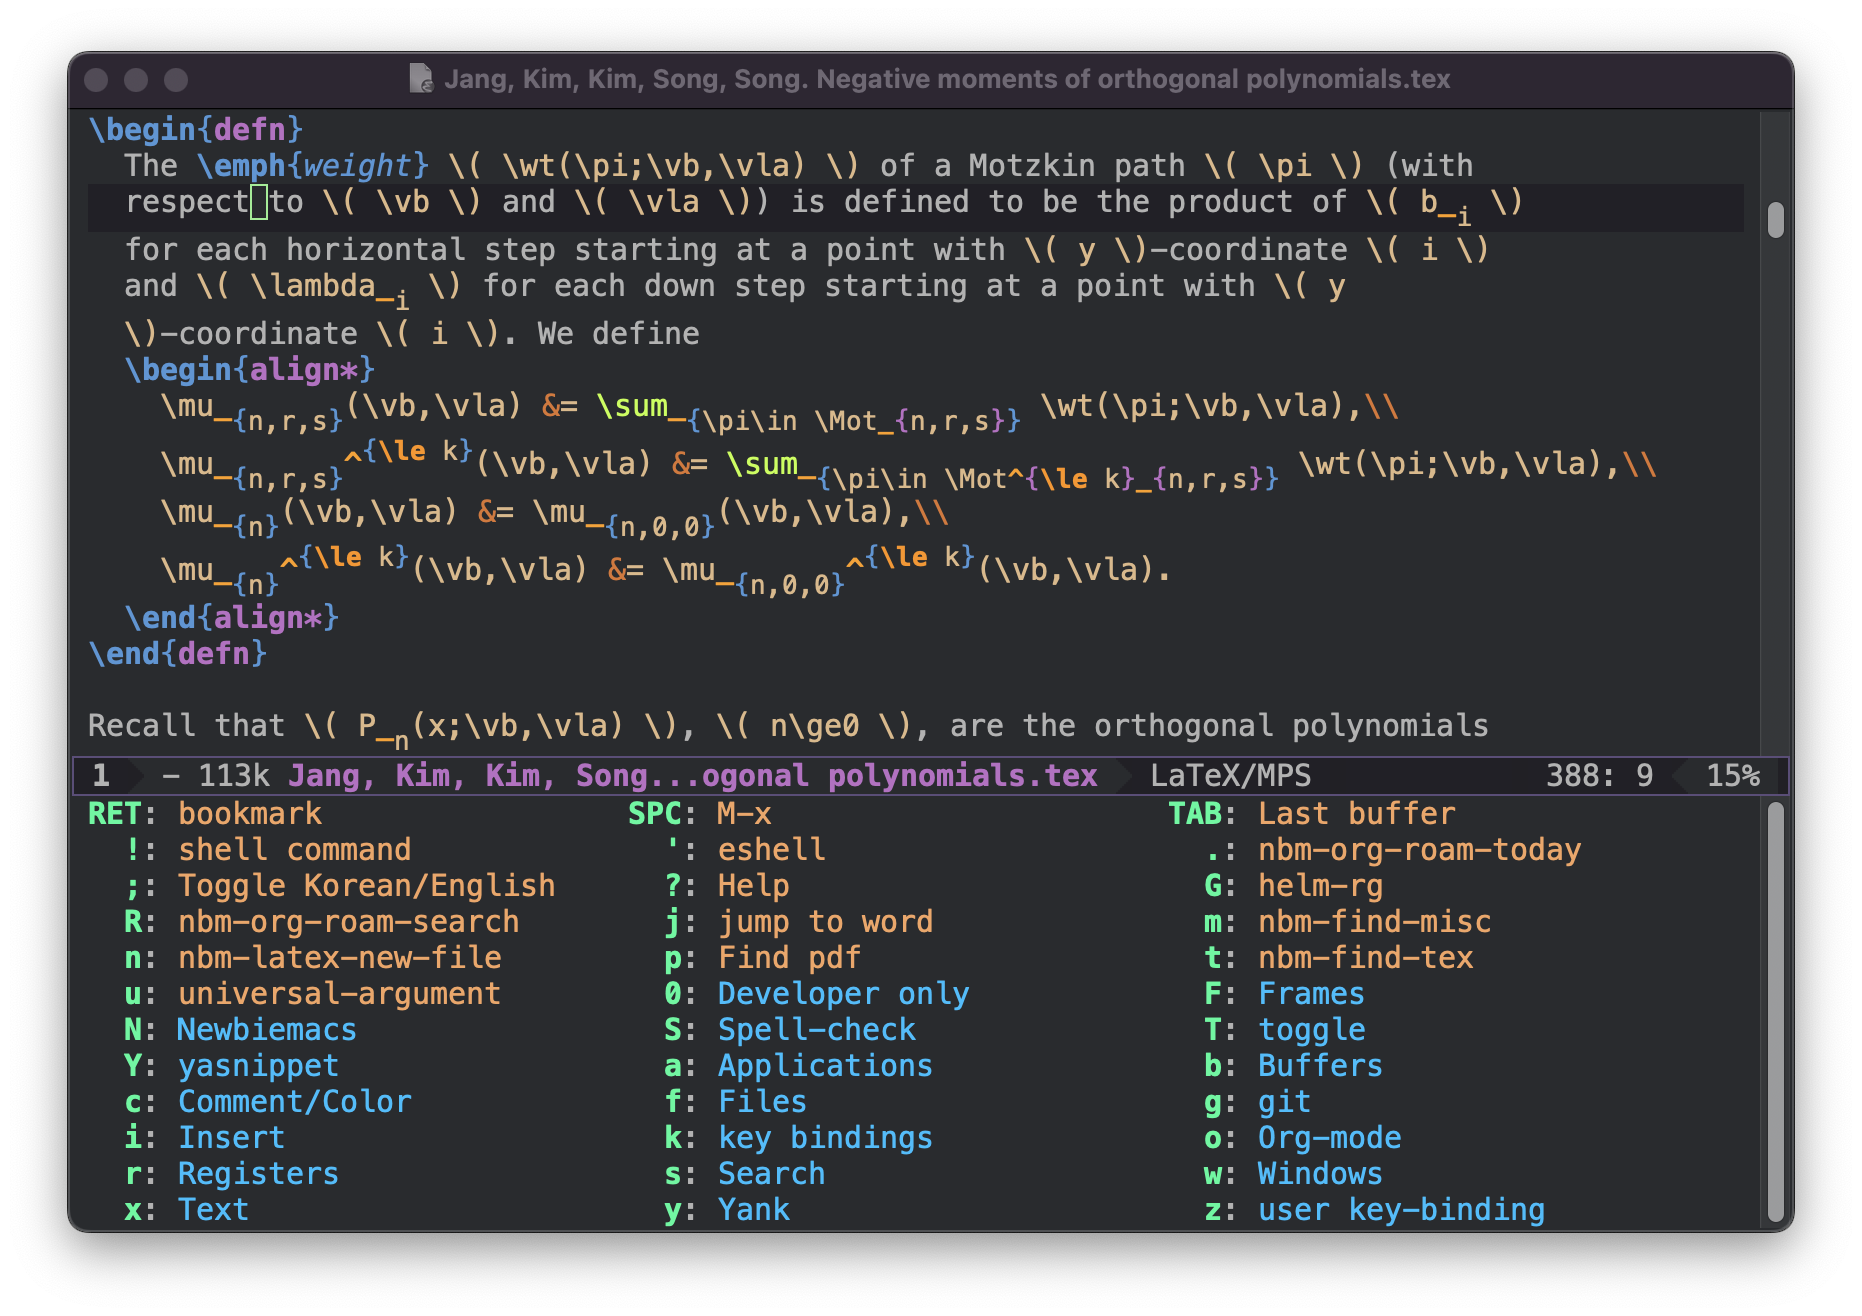 Jang, Kim, Kim, Song, Song. Negative moments of orthogonal polynomials.tex
\begin{defn}
The \emph{weight} \( \wt(\pi;\vb,\vla) \) of a Motzkin path \( \pi \) (with
respect to \( \vb \) and \( \vla \)) is defined to be the product of \( b_i \)
for each horizontal step starting at a point with \( y \)-coordinate \( i \)
and \( \lambda_i \) for each down step starting at a point with \( y
\)-coordinate \( i \). We define
\begin{align*}
\mu_{n,r,s}(\vb,\vla) &= \sum_{\pi\in \Mot_{n,r,s}} \wt(\pi;\vb,\vla),\\
\mu_{n,r,s}^{\le k}(\vb,\vla) &= \sum_{\pi\in \Mot^{\le k}_{n,r,s}} \wt(\pi;\vb,\vla),\\
\mu_{n}(\vb,\vla) &= \mu_{n,0,0}(\vb,\vla),\\
\mu_{n}^{\le k}(\vb,\vla) &= \mu_{n,0,0}^{\le k}(\vb,\vla).
\end{align*}
\end{defn}
Recall that \( P_n(x;\vb,\vla) \), \( n\ge0 \), are the orthogonal polynomials
1 - 113k Jang, Kim, Kim, Song...ogonal polynomials.tex LaTeX/MPS 388: 9 15%
RET: bookmark SPC: M-x TAB: Last buffer
!: shell command ': eshell .: nbm-org-roam-today
;: Toggle Korean/English ?: Help G: helm-rg
R: nbm-org-roam-search j: jump to word m: nbm-find-misc
n: nbm-latex-new-file p: Find pdf t: nbm-find-tex
u: universal-argument 0: Developer only F: Frames
N: Newbiemacs S: Spell-check T: toggle
Y: yasnippet a: Applications b: Buffers
c: Comment/Color f: Files g: git
i: Insert k: key bindings o: Org-mode
r: Registers s: Search w: Windows
x: Text y: Yank z: user key-binding